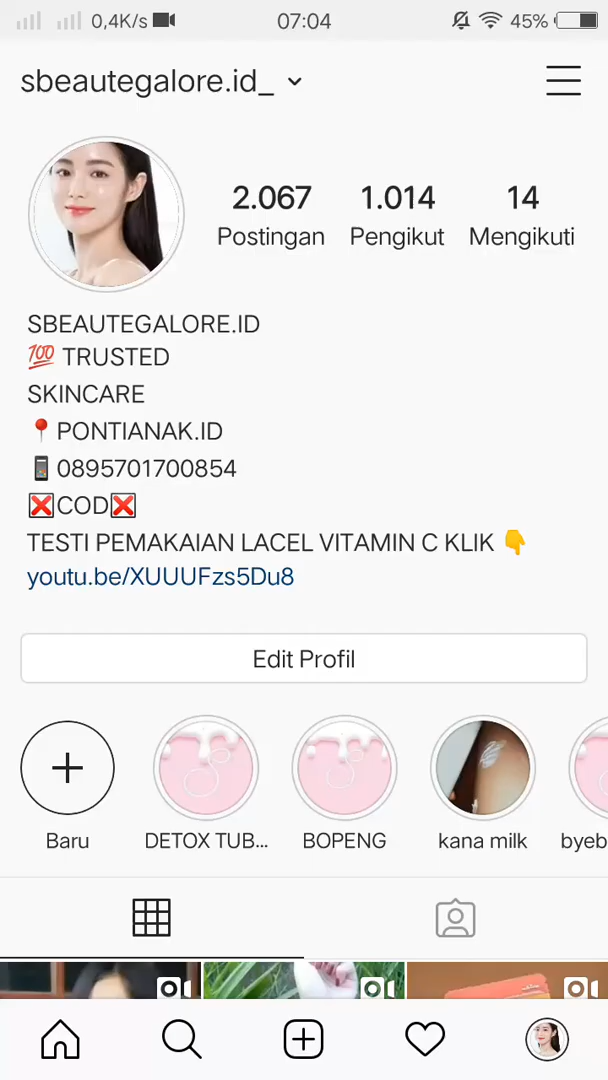 0,4K/s 07:04 45%
sbeautegalore.id_
2.067 1.014 14
Postingan Pengikut Mengikuti
SBEAUTEGALORE.ID
💯 TRUSTED
SKINCARE
📍PONTIANAK.ID
📱0895701700854
❌COD❌
TESTI PEMAKAIAN LACEL VITAMIN C KLIK 👇
youtu.be/XUUUFzs5Du8
Edit Profil
Baru DETOX TUB... BOPENG kana milk byeb